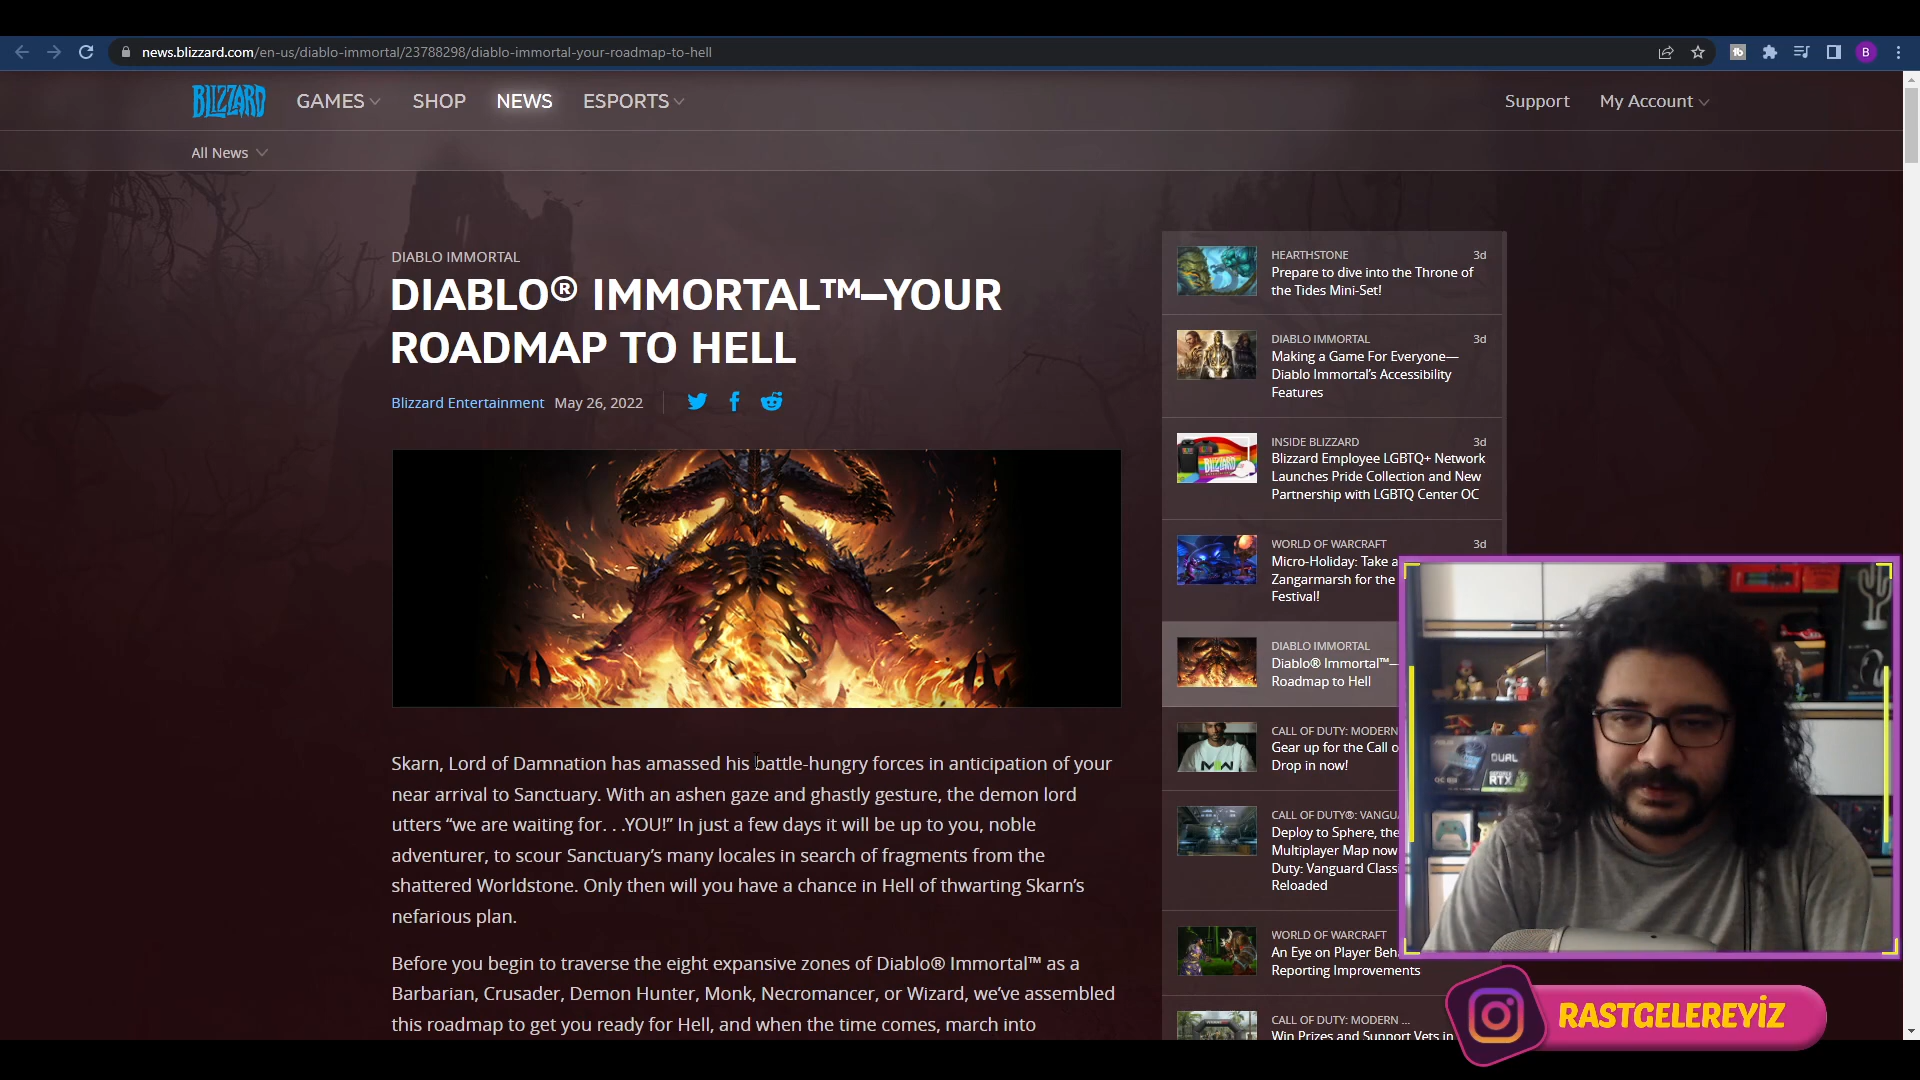 news.blizzard.com/en-us/diablo-immortal/23788298/diablo-immortal-your-roadmap-to-hell
B
BLIZZARD
GAMES
SHOP
NEWS
ESPORTS
Support
My Account
All News
DIABLO IMMORTAL
DIABLO® IMMORTAL™—YOUR
ROADMAP TO HELL
Blizzard Entertainment May 26, 2022
Skarn, Lord of Damnation has amassed his battle-hungry forces in anticipation of your
near arrival to Sanctuary. With an ashen gaze and ghastly gesture, the demon lord
utters “we are waiting for. . .YOU!” In just a few days it will be up to you, noble
adventurer, to scour Sanctuary’s many locales in search of fragments from the
shattered Worldstone. Only then will you have a chance in Hell of thwarting Skarn’s
nefarious plan.
Before you begin to traverse the eight expansive zones of Diablo® Immortal™ as a
Barbarian, Crusader, Demon Hunter, Monk, Necromancer, or Wizard, we’ve assembled
this roadmap to get you ready for Hell, and when the time comes, march into
HEARTHSTONE 3d
Prepare to dive into the Throne of
the Tides Mini-Set!
DIABLO IMMORTAL 3d
Making a Game For Everyone—
Diablo Immortal’s Accessibility
Features
INSIDE BLIZZARD 3d
Blizzard Employee LGBTQ+ Network
Launches Pride Collection and New
Partnership with LGBTQ Center OC
WORLD OF WARCRAFT 3d
Micro-Holiday: Take a
Zangarmarsh for the
Festival!
DIABLO IMMORTAL
Diablo® Immortal™—
Roadmap to Hell
CALL OF DUTY: MODERN
Gear up for the Call o
Drop in now!
CALL OF DUTY®: VANGU
Deploy to Sphere, the
Multiplayer Map now
Duty: Vanguard Class
Reloaded
WORLD OF WARCRAFT
An Eye on Player Beh
Reporting Improvements
CALL OF DUTY: MODERN ...
Win Prizes and Support Vets in
DUAL
RTX
RASTGELEREYİZ